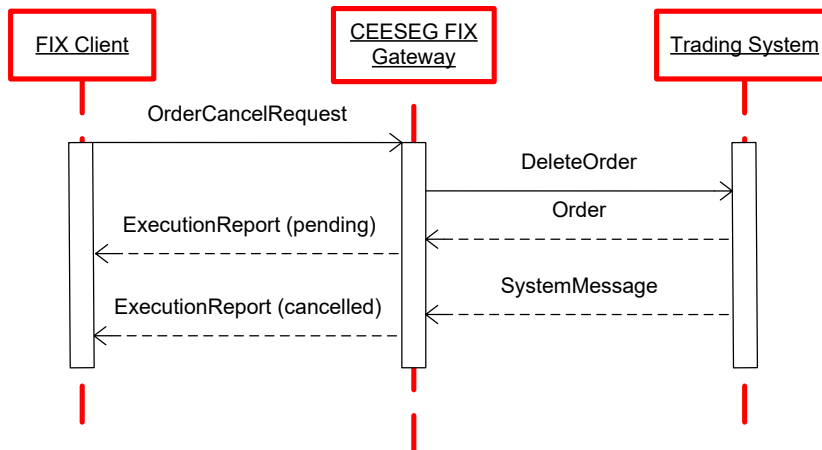 FIX Client
CEESEG FIX
Gateway
Trading System
OrderCancelRequest
DeleteOrder
Order
ExecutionReport (pending)
SystemMessage
ExecutionReport (cancelled)